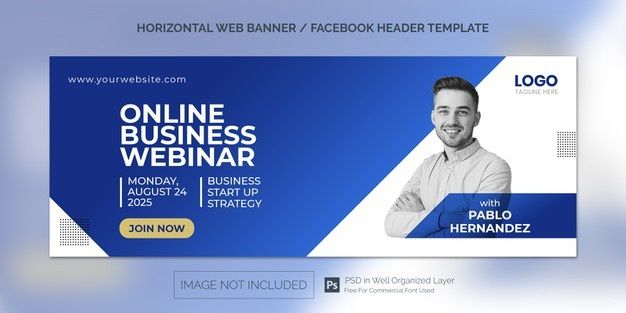 HORIZONTAL WEB BANNER / FACEBOOK HEADER TEMPLATE
www.yourwebsite.com
LOGO
TAGLINE HERE
ONLINE
BUSINESS
WEBINAR
MONDAY,
AUGUST 24
2025
BUSINESS
START UP
STRATEGY
JOIN NOW
with
PABLO
HERNANDEZ
IMAGE NOT INCLUDED
Ps
.PSD in Well Organized Layer
Free For Commercial Font Used